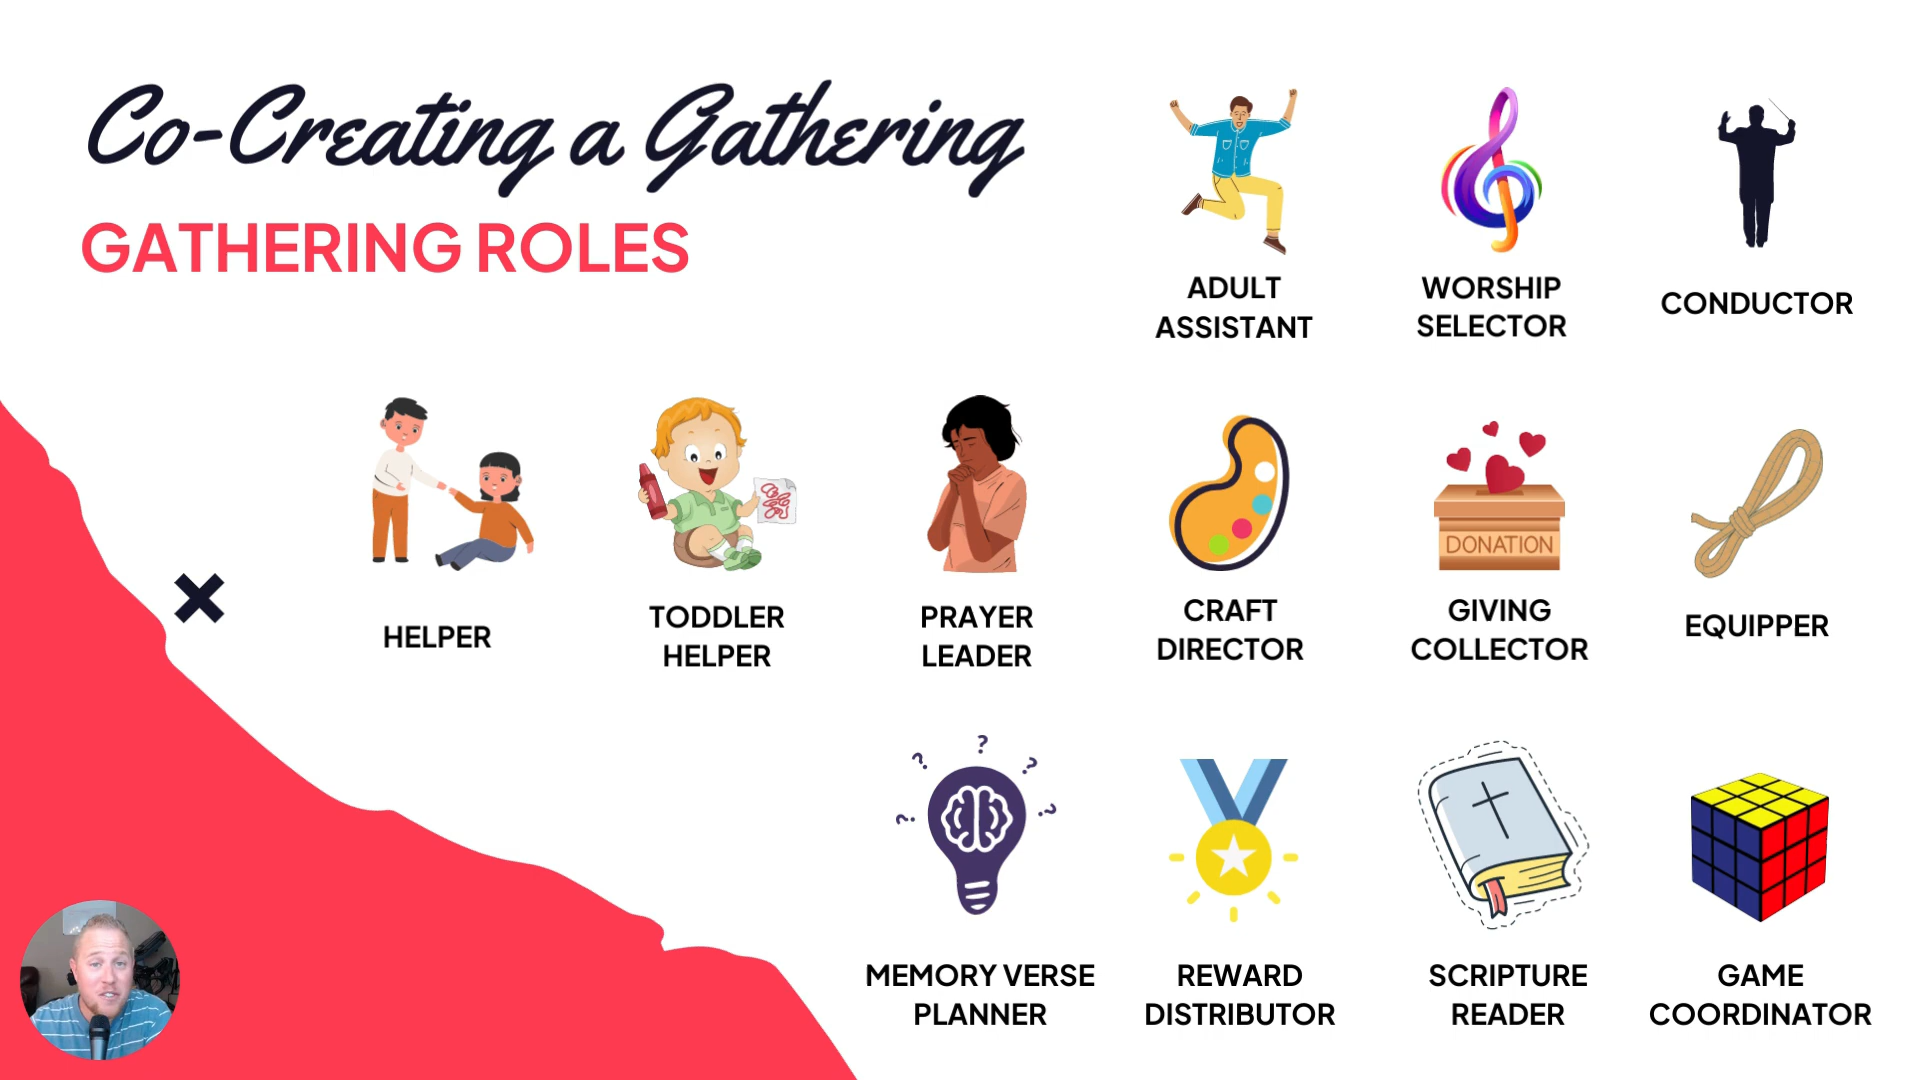 Co-Creating a Gathering
GATHERING ROLES
ADULT
ASSISTANT
WORSHIP
SELECTOR
CONDUCTOR
HELPER
TODDLER
HELPER
PRAYER
LEADER
CRAFT
DIRECTOR
DONATION
GIVING
COLLECTOR
EQUIPPER
? ? ? ? ?
MEMORY VERSE
PLANNER
REWARD
DISTRIBUTOR
SCRIPTURE
READER
GAME
COORDINATOR